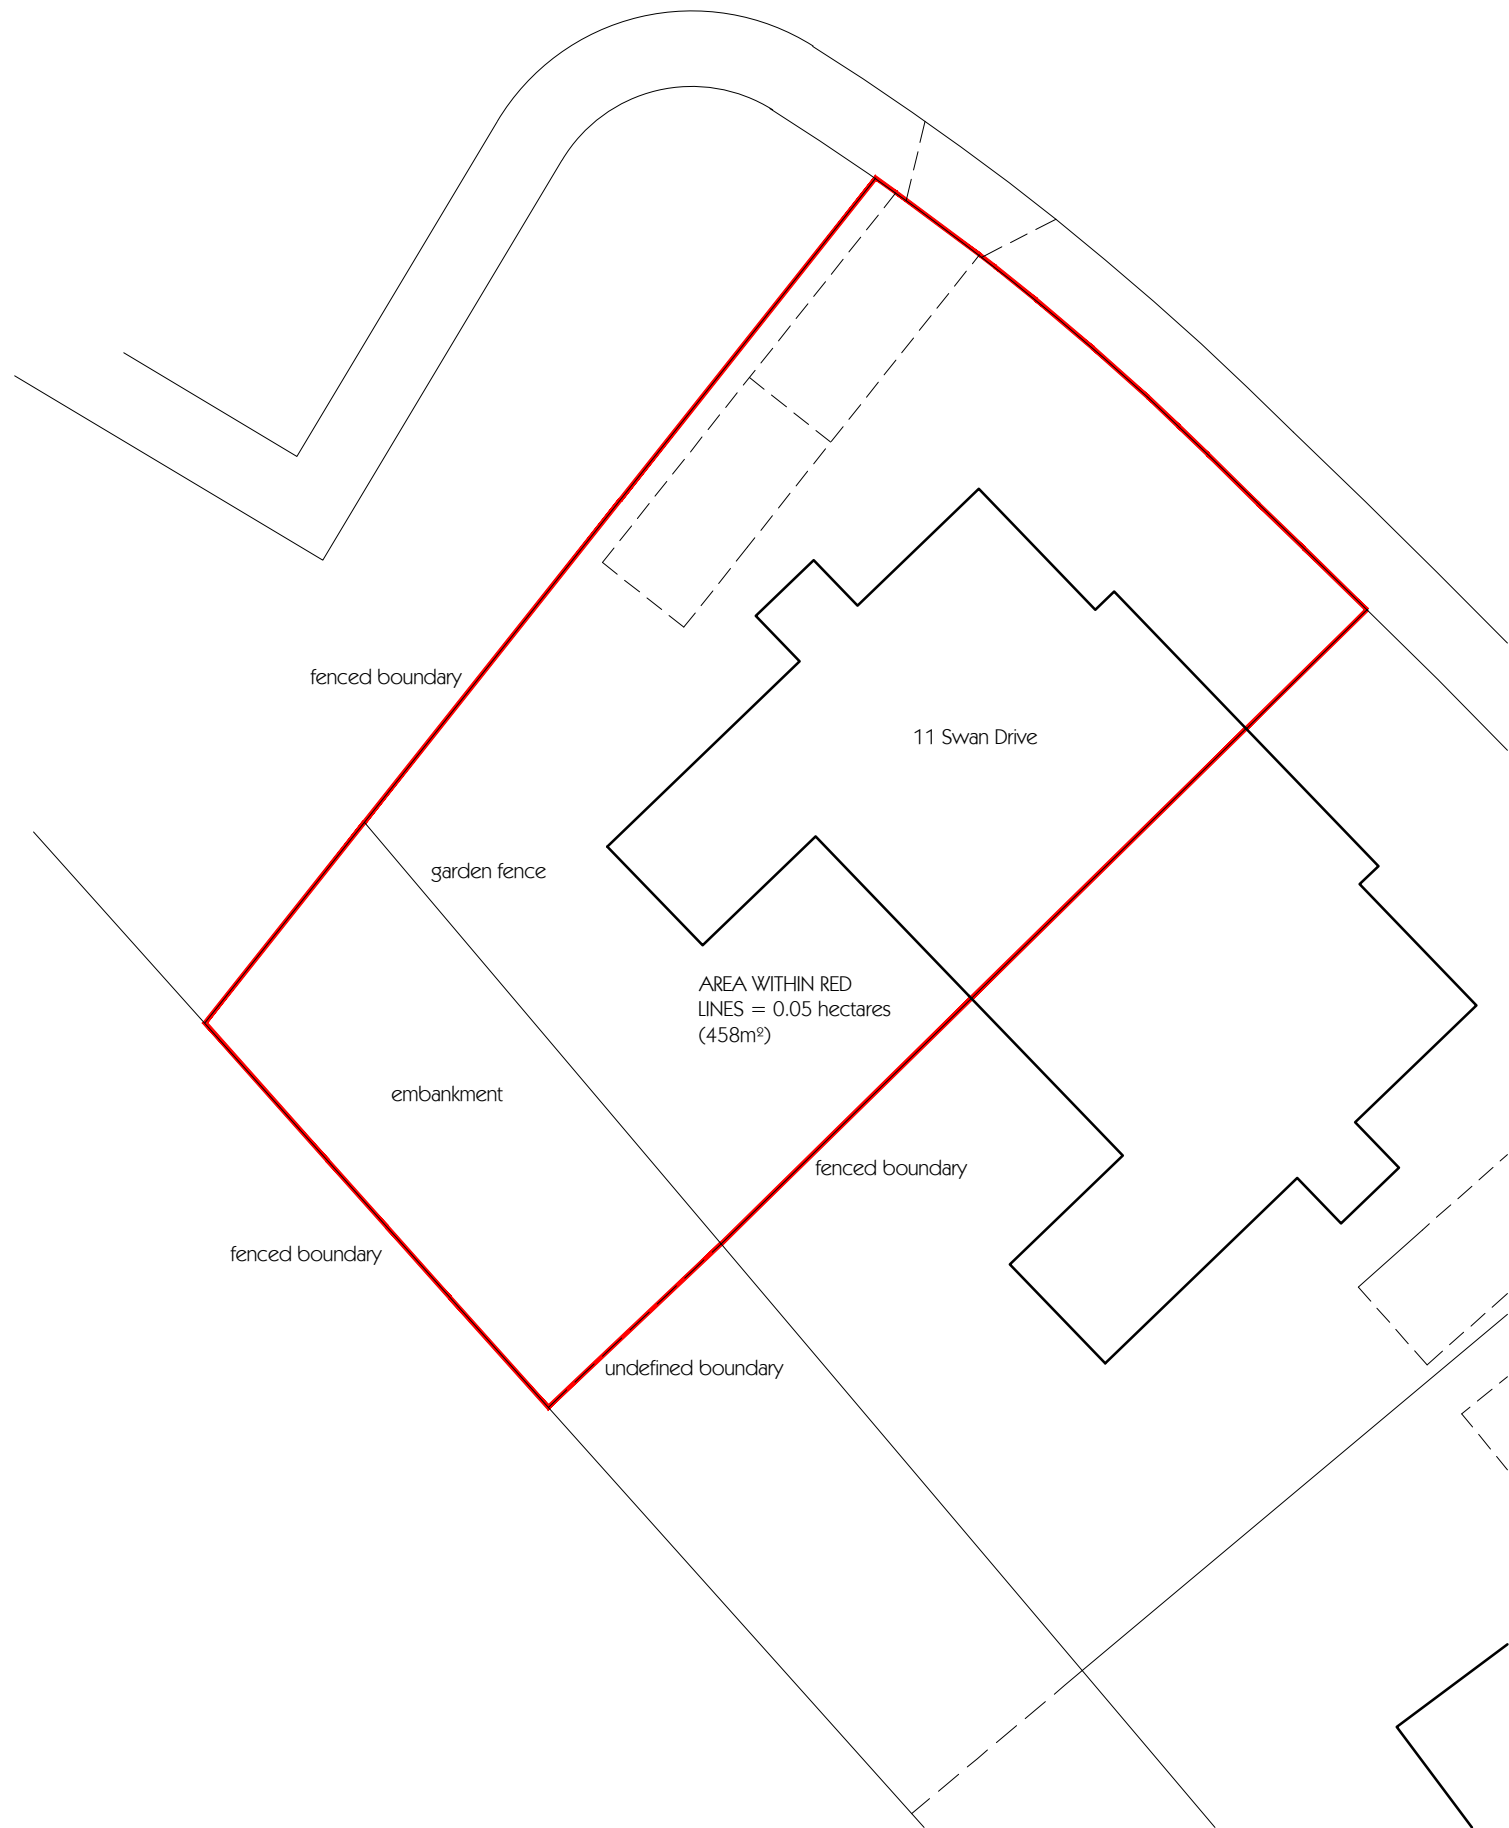 fenced boundary
11 Swan Drive
garden fence
AREA WITHIN RED
LINES = 0.05 hectares
(458m²)
embankment
fenced boundary
fenced boundary
undefined boundary